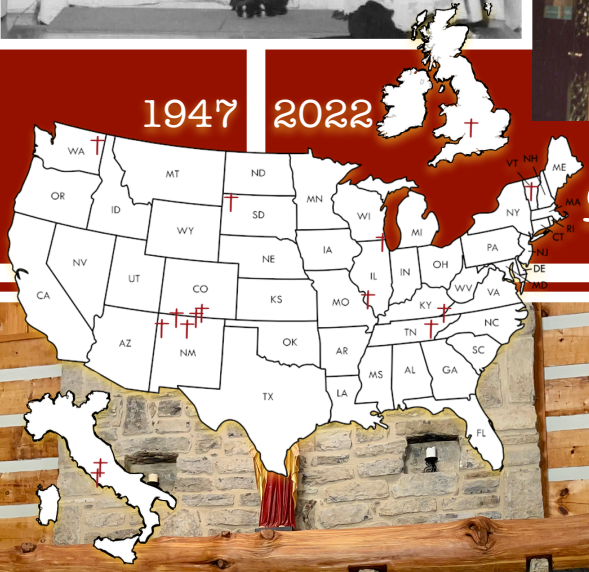 1947 2022
WA
MT
ND
MN
WI
MI
VT NH
ME
OR
ID
WY
SD
IA
IL
IN
OH
PA
NY
MA
RI
CT
NJ
DE
MD
NV
UT
CO
NE
KS
MO
KY
WV
VA
CA
AZ
NM
OK
AR
TN
NC
SC
TX
LA
MS
AL
GA
FL